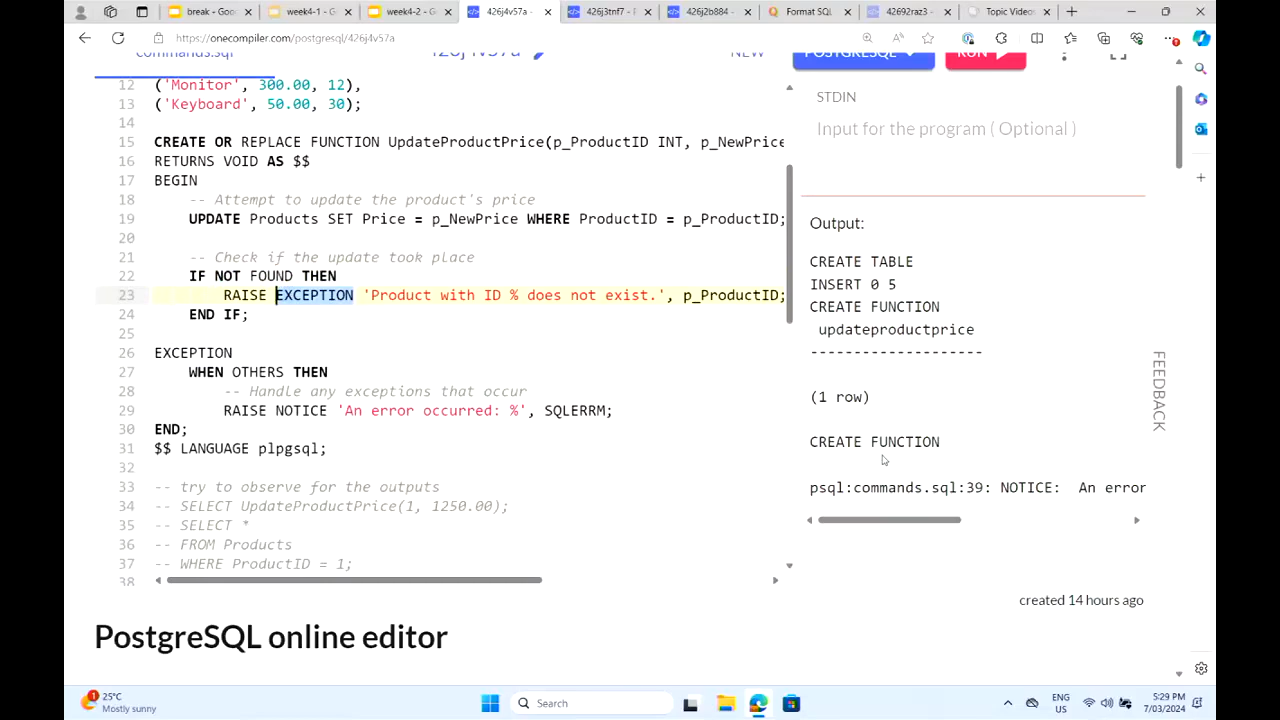 break - Goo
week4-1 - G
week4-2 - G
426j4v57a -
426j3tnf7 - P
426j2b884 -
Format SQL
42692raz3 -
Topic Videos
https://onecompiler.com/postgresql/426j4v57a
commands.sql
426j4v57a
NEW
POSTGRESQL
RUN
12 ('Monitor', 300.00, 12),
13 ('Keyboard', 50.00, 30);
14
15 CREATE OR REPLACE FUNCTION UpdateProductPrice(p_ProductID INT, p_NewPrice
16 RETURNS VOID AS $$
17 BEGIN
18 -- Attempt to update the product's price
19 UPDATE Products SET Price = p_NewPrice WHERE ProductID = p_ProductID;
20
21 -- Check if the update took place
22 IF NOT FOUND THEN
23 RAISE EXCEPTION 'Product with ID % does not exist.', p_ProductID;
24 END IF;
25
26 EXCEPTION
27 WHEN OTHERS THEN
28 -- Handle any exceptions that occur
29 RAISE NOTICE 'An error occurred: %', SQLERRM;
30 END;
31 $$ LANGUAGE plpgsql;
32
33 -- try to observe for the outputs
34 -- SELECT UpdateProductPrice(1, 1250.00);
35 -- SELECT *
36 -- FROM Products
37 -- WHERE ProductID = 1;
38
STDIN
Input for the program ( Optional )
Output:
CREATE TABLE
INSERT 0 5
CREATE FUNCTION
updateproductprice
--------------------
(1 row)
CREATE FUNCTION
psql:commands.sql:39: NOTICE: An error
FEEDBACK
created 14 hours ago
PostgreSQL online editor
1
25°C
Mostly sunny
Search
ENG
US
5:29 PM
7/03/2024